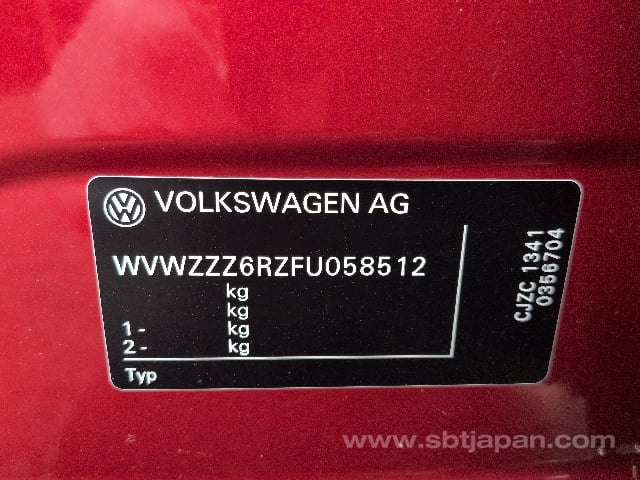 VOLKSWAGEN AG
WVWZZZ6RZFU058512
kg
kg
1 - kg
2 - kg
Typ
CJZC 1341
0356704
www.sbtjapan.com